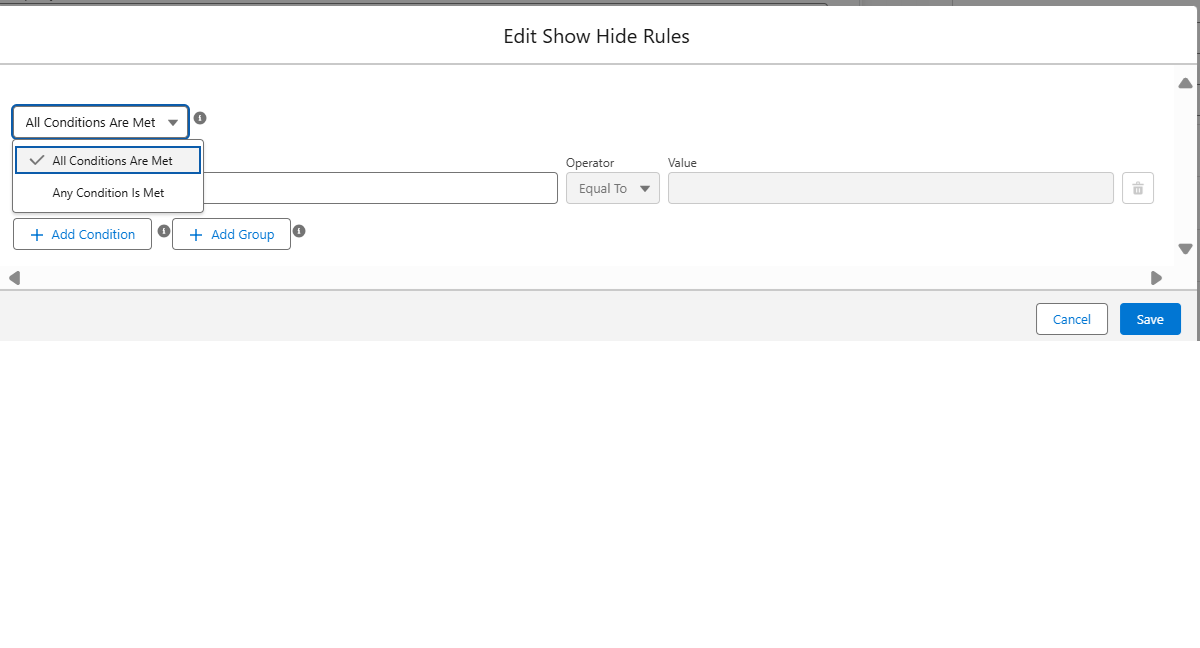 Edit Show Hide Rules
All Conditions Are Met
All Conditions Are Met
Any Condition Is Met
Operator Value
Equal To
Add Condition Add Group
Cancel Save